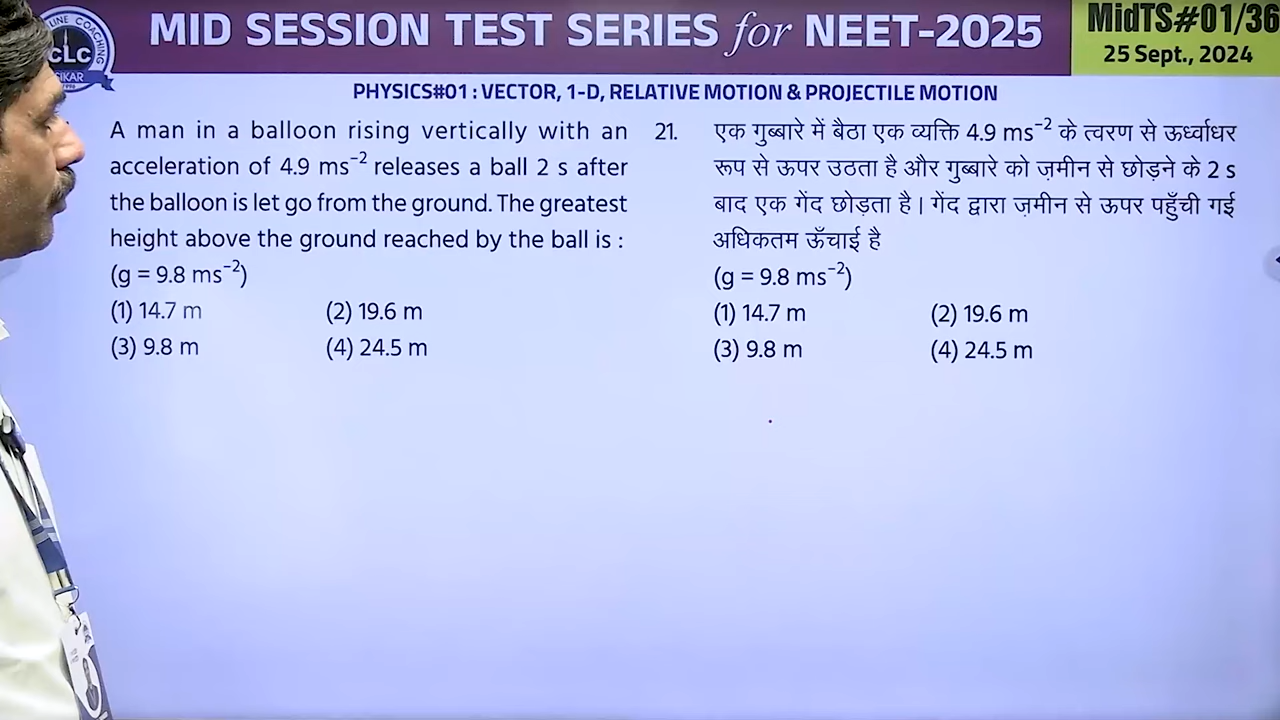 LINE COACHING
CLC
SIKAR
MID SESSION TEST SERIES for NEET-2025
MidTS#01/36
25 Sept., 2024
PHYSICS#01 : VECTOR, 1-D, RELATIVE MOTION & PROJECTILE MOTION
A man in a balloon rising vertically with an
acceleration of 4.9 ms⁻² releases a ball 2 s after
the balloon is let go from the ground. The greatest
height above the ground reached by the ball is :
(g = 9.8 ms⁻²)
(1) 14.7 m (2) 19.6 m
(3) 9.8 m (4) 24.5 m
21. एक गुब्बारे में बैठा एक व्यक्ति 4.9 ms⁻² के त्वरण से ऊर्ध्वाधर
रूप से ऊपर उठता है और गुब्बारे को ज़मीन से छोड़ने के 2 s
बाद एक गेंद छोड़ता है। गेंद द्वारा ज़मीन से ऊपर पहुँची गई
अधिकतम ऊँचाई है
(g = 9.8 ms⁻²)
(1) 14.7 m (2) 19.6 m
(3) 9.8 m (4) 24.5 m